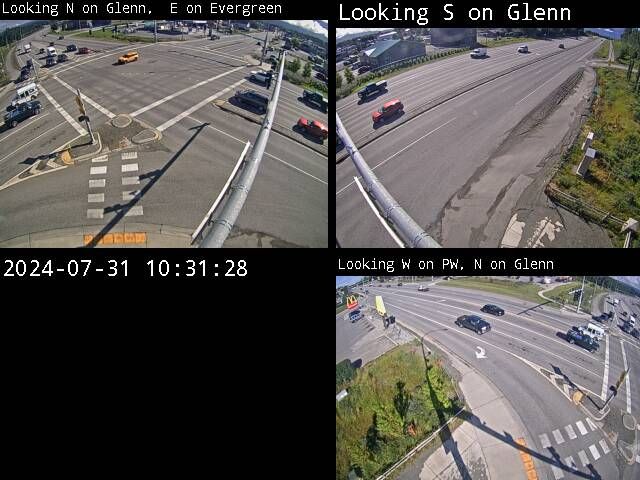 Looking N on Glenn,  E on Evergreen
Looking S on Glenn
2024-07-31 10:31:28
Looking W on PW, N on Glenn